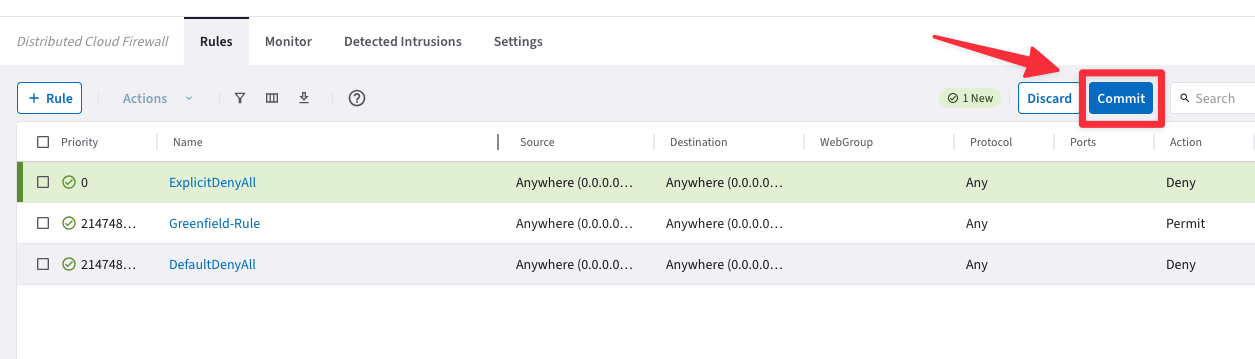 Distributed Cloud Firewall Rules Monitor Detected Intrusions Settings
+ Rule Actions 1 New Discard Commit Search
Priority Name Source Destination WebGroup Protocol Ports Action
0 ExplicitDenyAll Anywhere (0.0.0.0… Anywhere (0.0.0.0… Any Deny
214748… Greenfield-Rule Anywhere (0.0.0.0… Anywhere (0.0.0.0… Any Permit
214748… DefaultDenyAll Anywhere (0.0.0.0… Anywhere (0.0.0.0… Any Deny